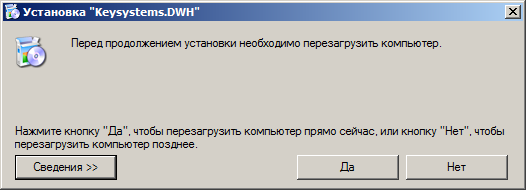 Установка "Keysystems.DWH"
Перед продолжением установки необходимо перезагрузить компьютер.
Нажмите кнопку "Да", чтобы перезагрузить компьютер прямо сейчас, или кнопку "Нет", чтобы
перезагрузить компьютер позднее.
Сведения >>
Да
Нет